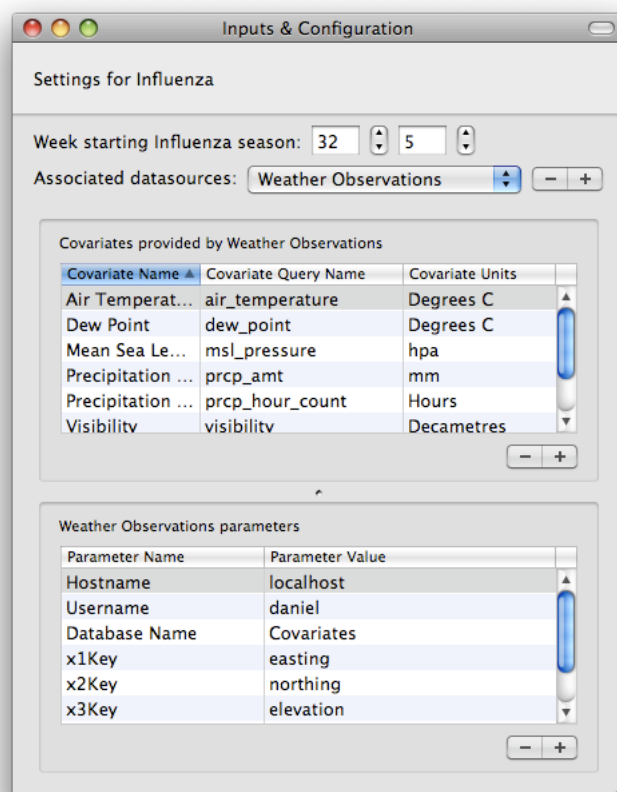 Inputs & Configuration
Settings for Influenza
Week starting Influenza season: 32 5
Associated datasources: Weather Observations − +
Covariates provided by Weather Observations
Covariate Name Covariate Query Name Covariate Units
Air Temperat... air_temperature Degrees C
Dew Point dew_point Degrees C
Mean Sea Le... msl_pressure hpa
Precipitation ... prcp_amt mm
Precipitation ... prcp_hour_count Hours
Visibility visibility Decametres
− +
Weather Observations parameters
Parameter Name Parameter Value
Hostname localhost
Username daniel
Database Name Covariates
x1Key easting
x2Key northing
x3Key elevation
− +